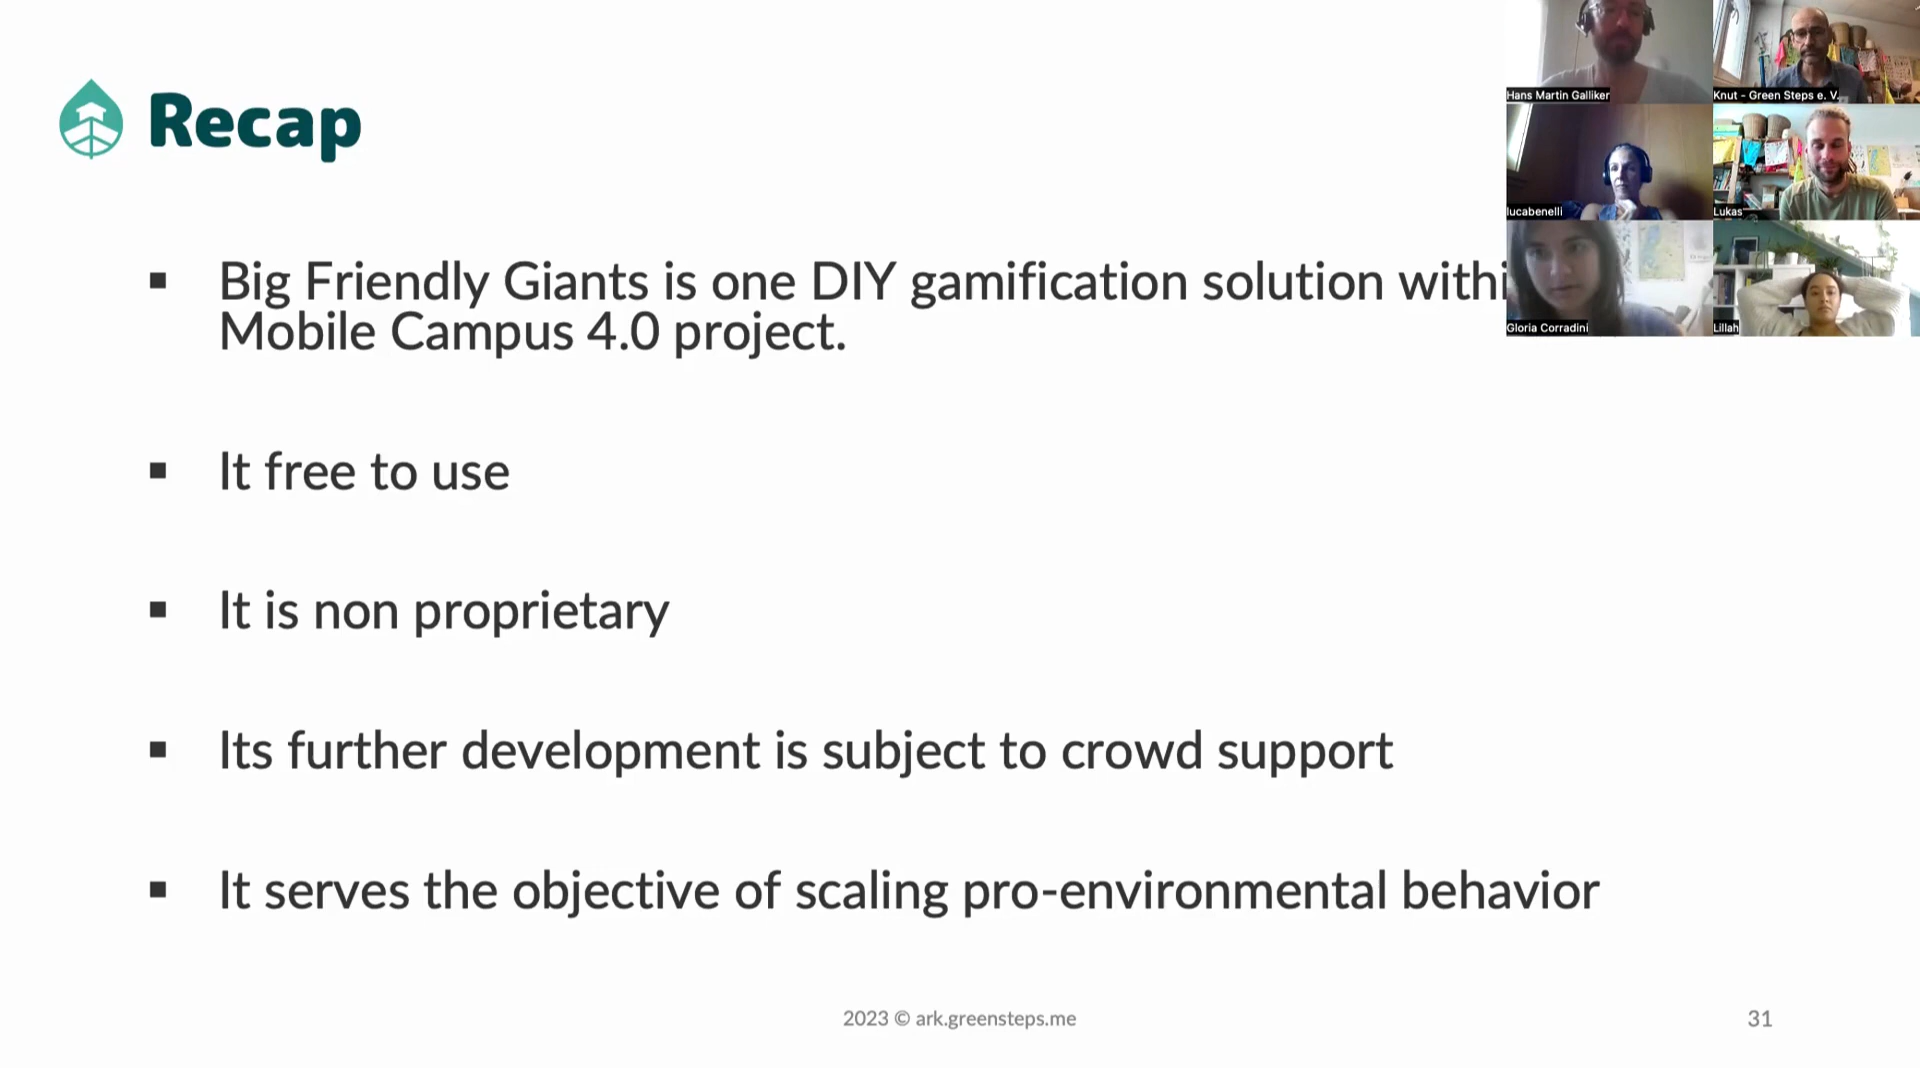 Recap
Big Friendly Giants is one DIY gamification solution withi
Mobile Campus 4.0 project.
It free to use
It is non proprietary
Its further development is subject to crowd support
It serves the objective of scaling pro-environmental behavior
2023 © ark.greensteps.me
31
Hans Martin Galliker
Knut - Green Steps e. V.
lucabenelli
Lukas
Gloria Corradini
Lillah